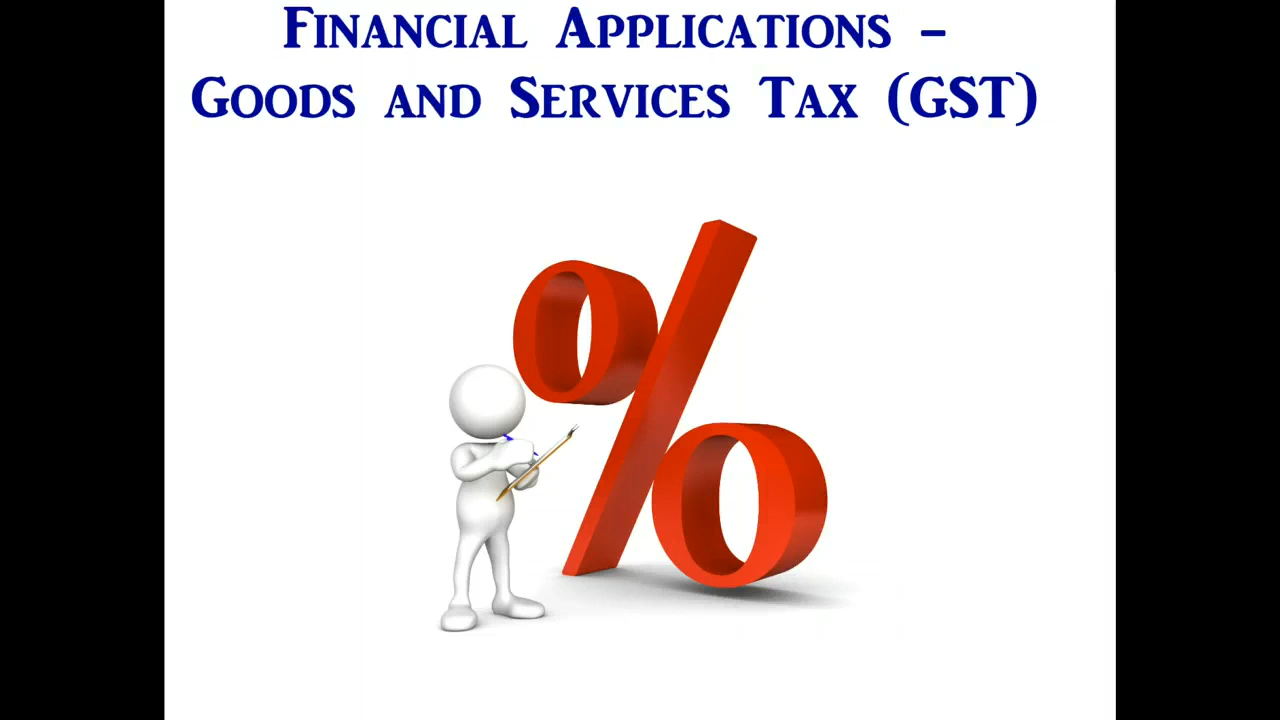 Financial Applications –
Goods and Services Tax (GST)
%